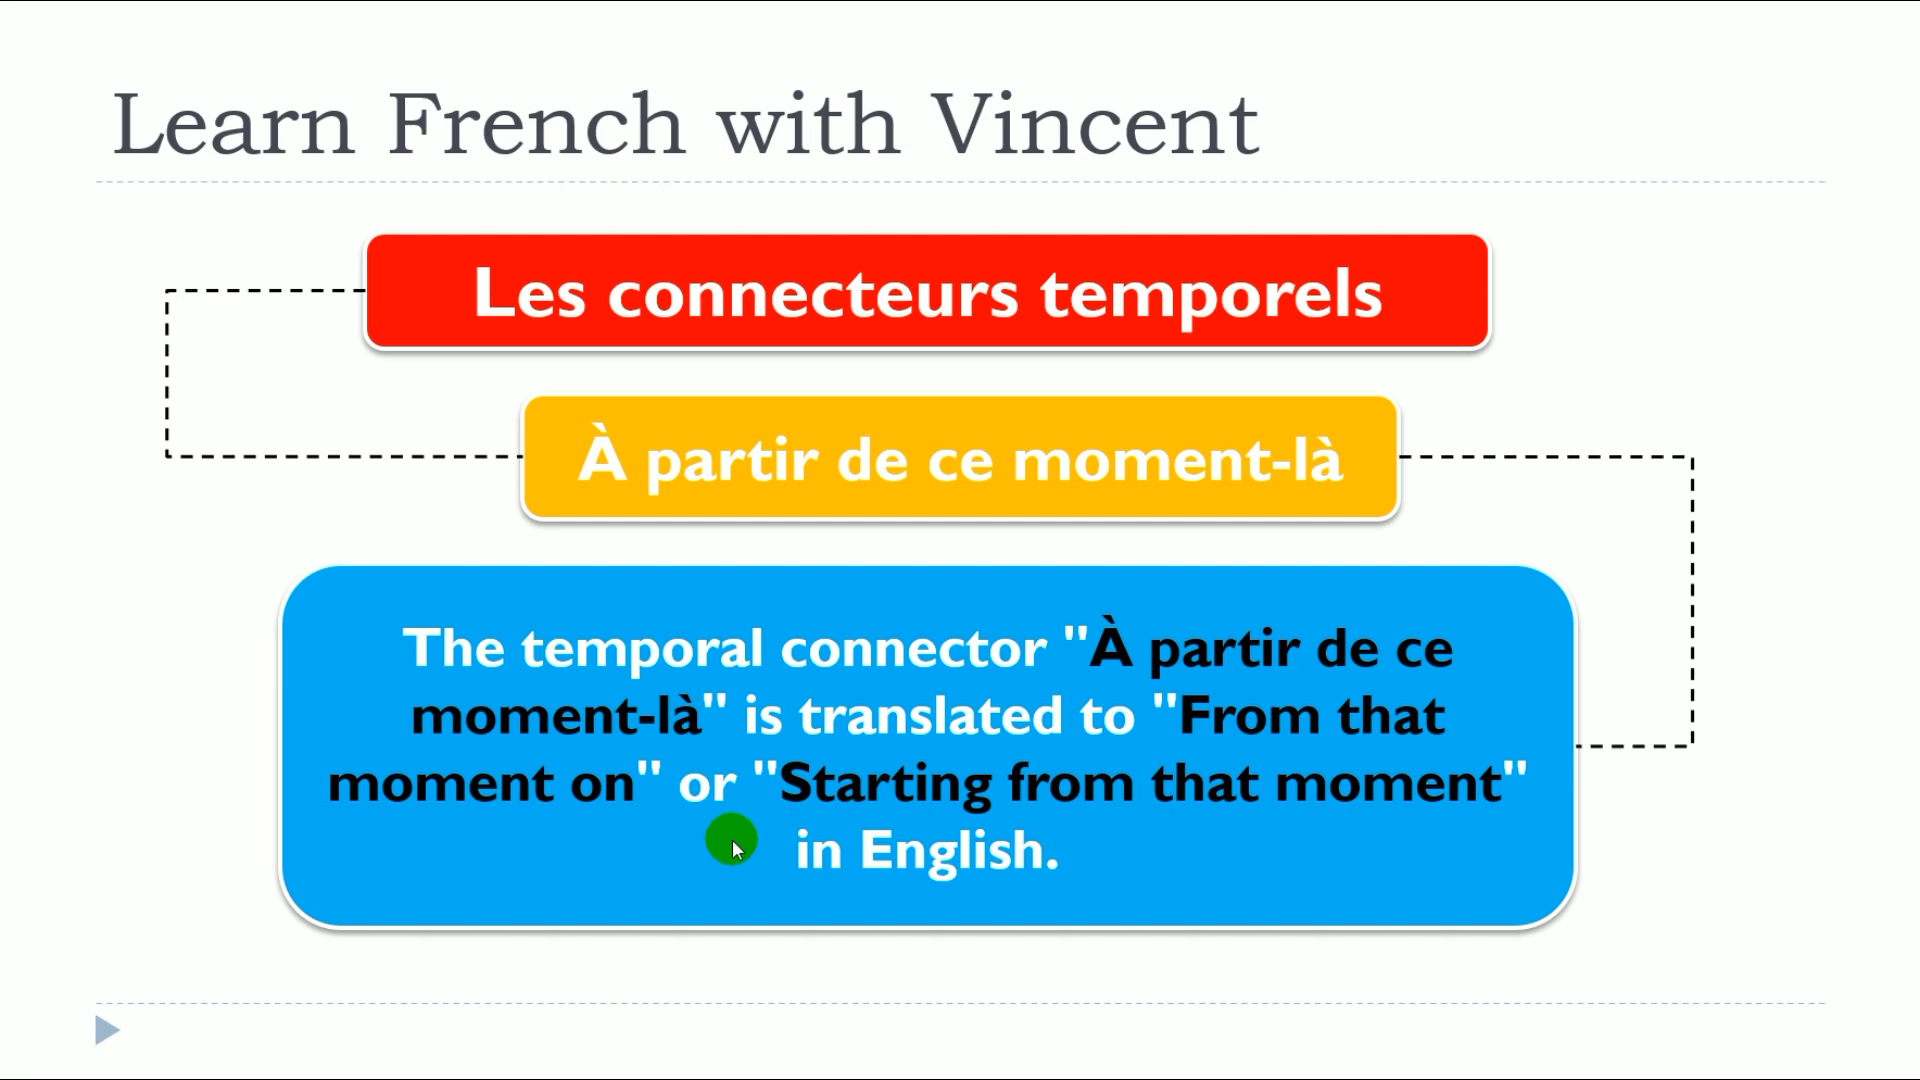 Learn French with Vincent
Les connecteurs temporels
À partir de ce moment-là
The temporal connector "À partir de ce
moment-là" is translated to "From that
moment on" or "Starting from that moment"
in English.